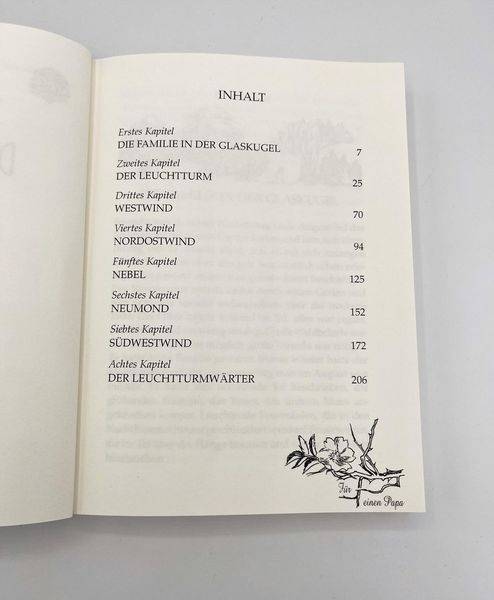 INHALT
Erstes Kapitel
DIE FAMILIE IN DER GLASKUGEL 7
Zweites Kapitel
DER LEUCHTTURM 25
Drittes Kapitel
WESTWIND 70
Viertes Kapitel
NORDOSTWIND 94
Fünftes Kapitel
NEBEL 125
Sechstes Kapitel
NEUMOND 152
Siebtes Kapitel
SÜDWESTWIND 172
Achtes Kapitel
DER LEUCHTTURMWÄRTER 206
Für
einen Papa